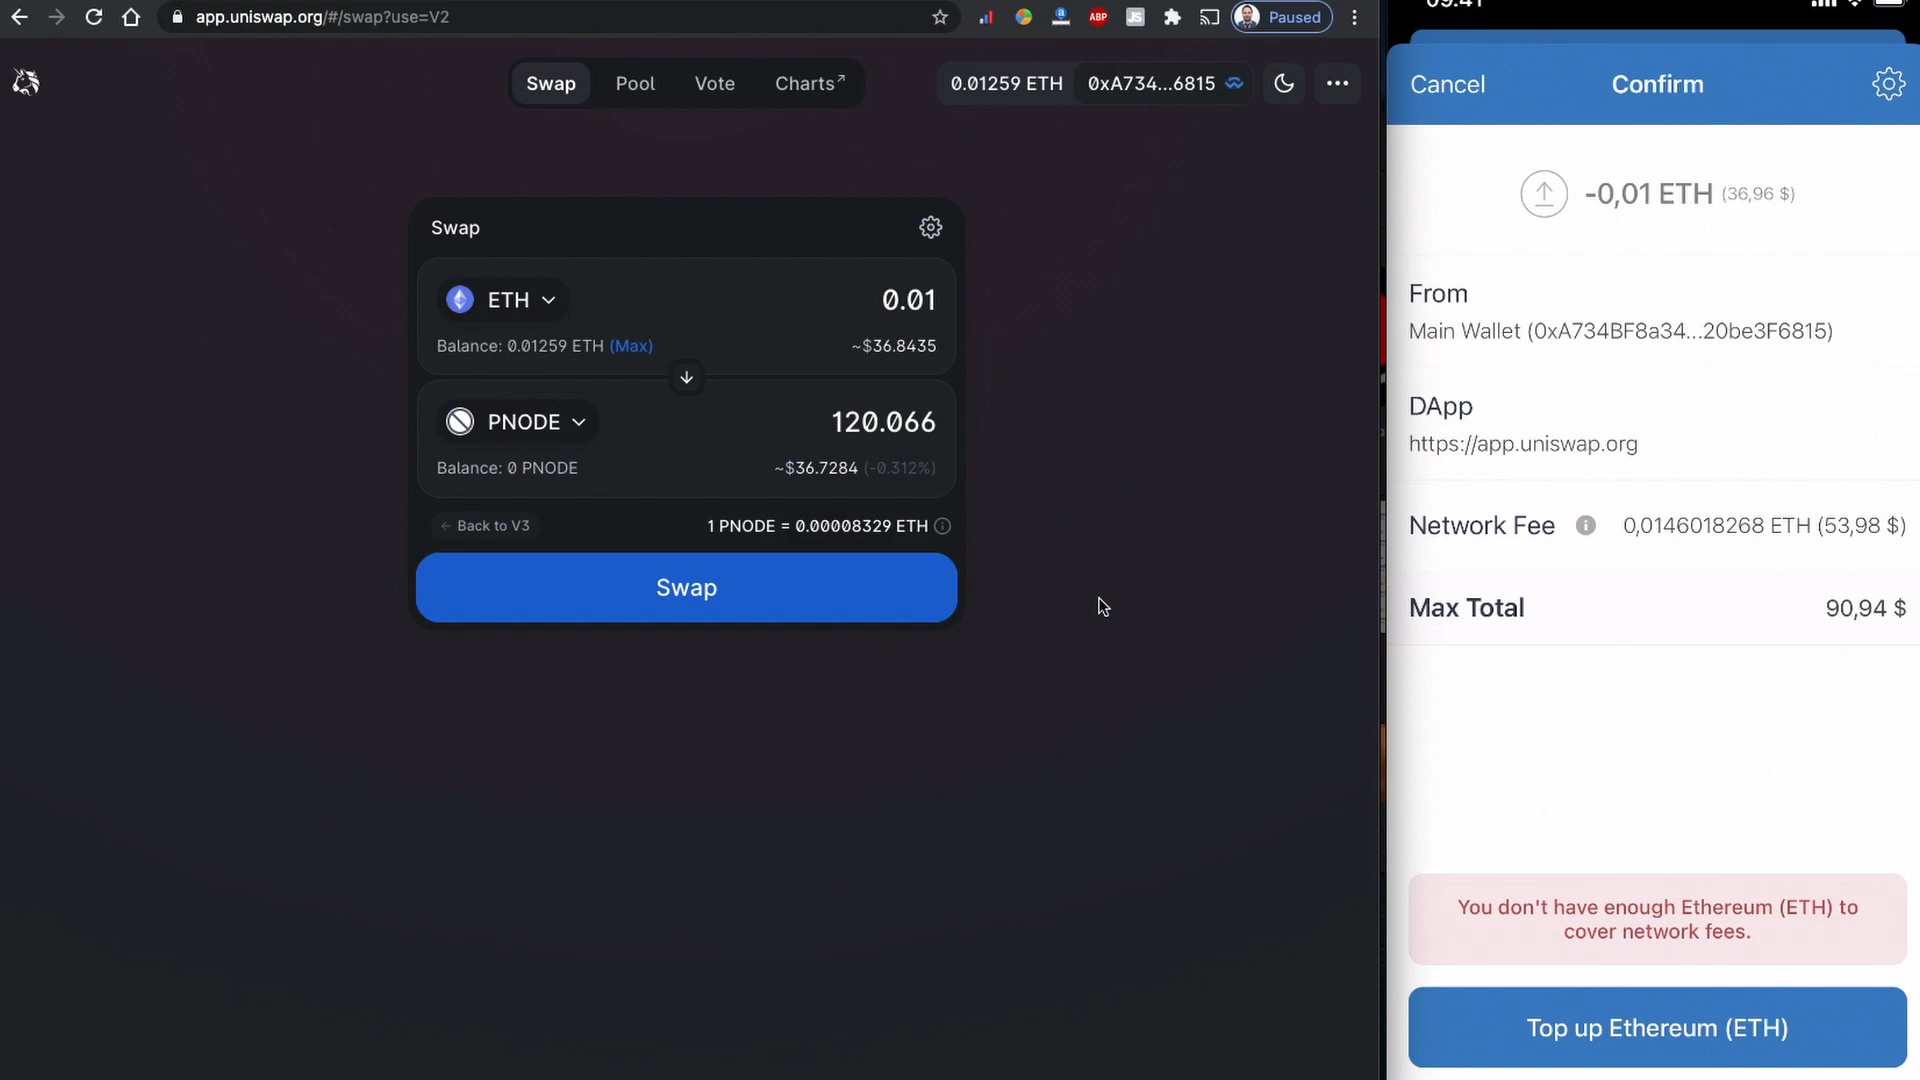 app.uniswap.org/#/swap?use=V2
ABP
JS
a
Paused
Swap
Pool
Vote
Charts↗
0.01259 ETH
0xA734...6815
Swap
ETH
0.01
Balance: 0.01259 ETH (Max)
~$36.8435
PNODE
120.066
Balance: 0 PNODE
~$36.7284 (-0.312%)
← Back to V3
1 PNODE = 0.00008329 ETH
Swap
09:41
Cancel
Confirm
-0,01 ETH (36,96 $)
From
Main Wallet (0xA734BF8a34...20be3F6815)
DApp
https://app.uniswap.org
Network Fee
0,0146018268 ETH (53,98 $)
Max Total
90,94 $
You don't have enough Ethereum (ETH) to
cover network fees.
Top up Ethereum (ETH)